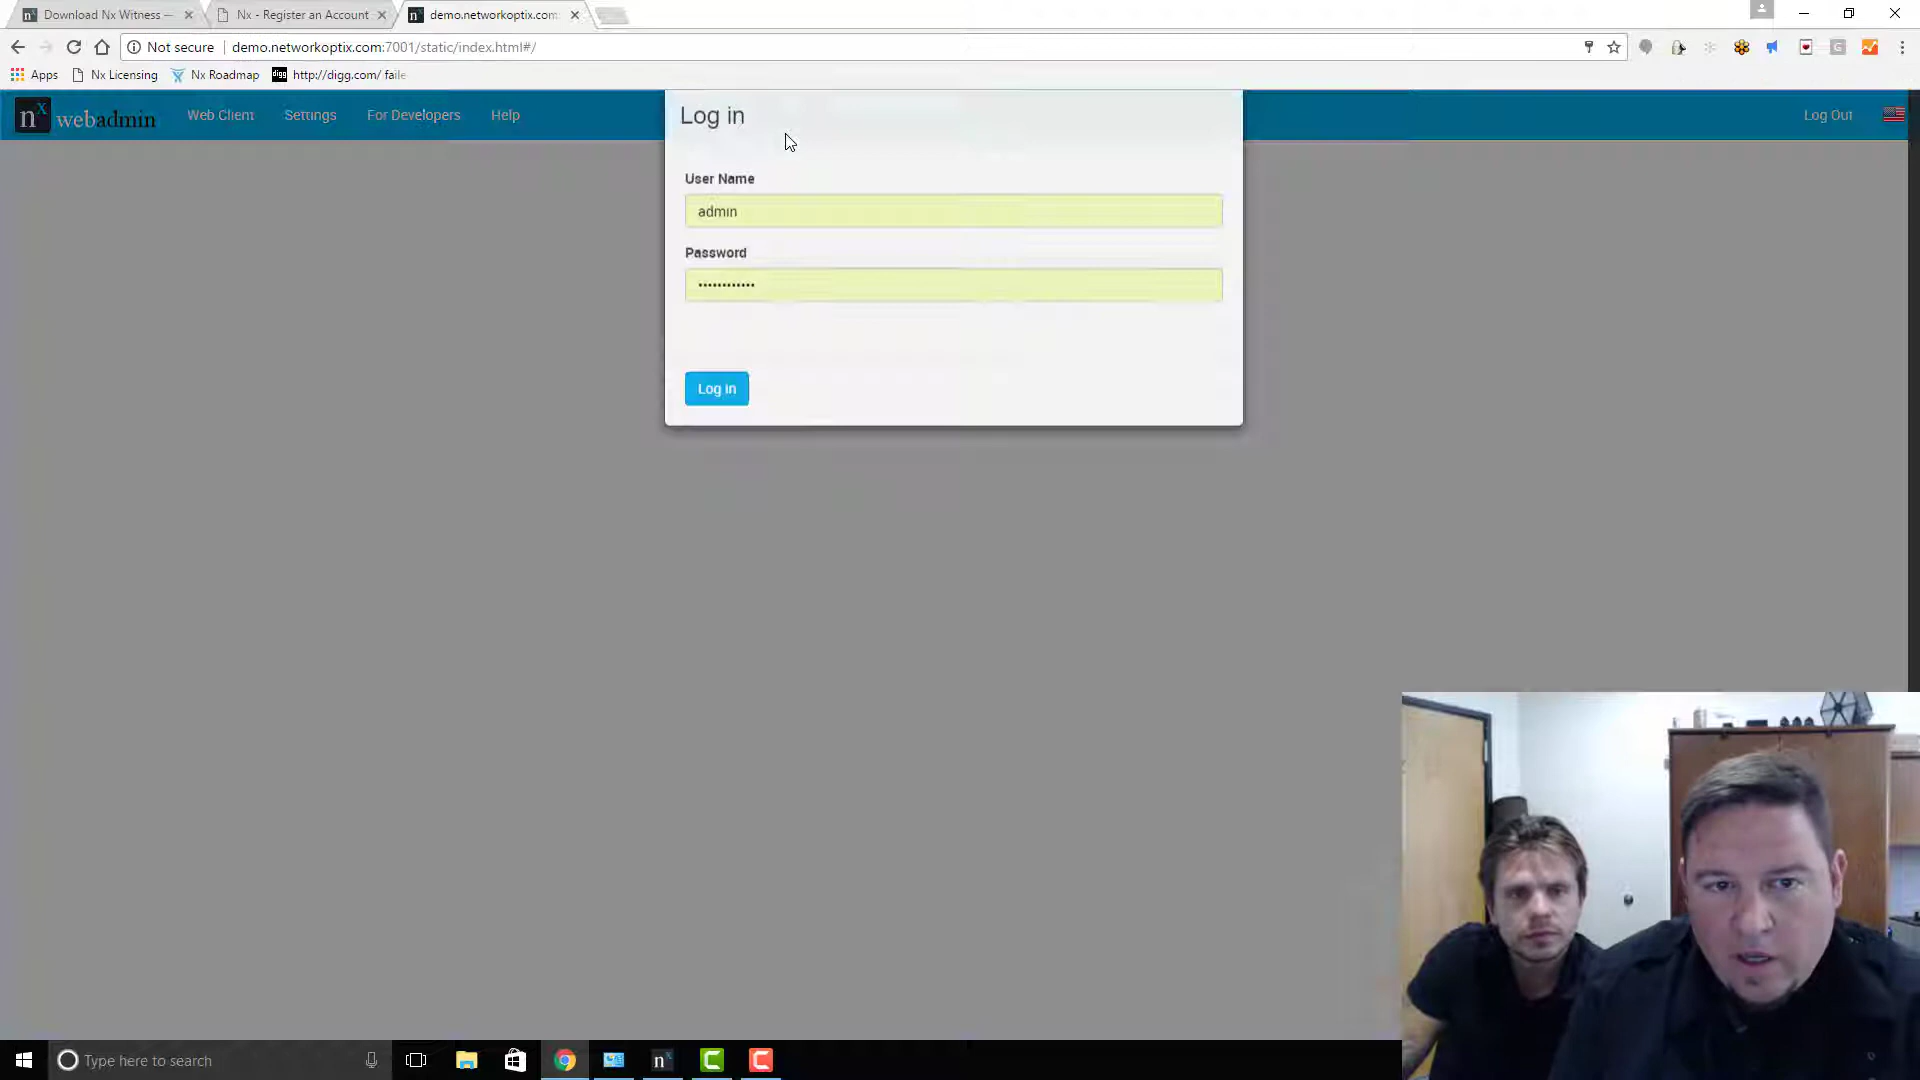 Download Nx Witness —
Nx - Register an Account
demo.networkoptix.com
Not secure
demo.networkoptix.com:7001/static/index.html#/
Apps
Nx Licensing
Nx Roadmap
digg
http://digg.com/ faile
nx webadmin
Web Client
Settings
For Developers
Help
Log Out
Log in
User Name
admin
Password
••••••••••••
Log in
Type here to search